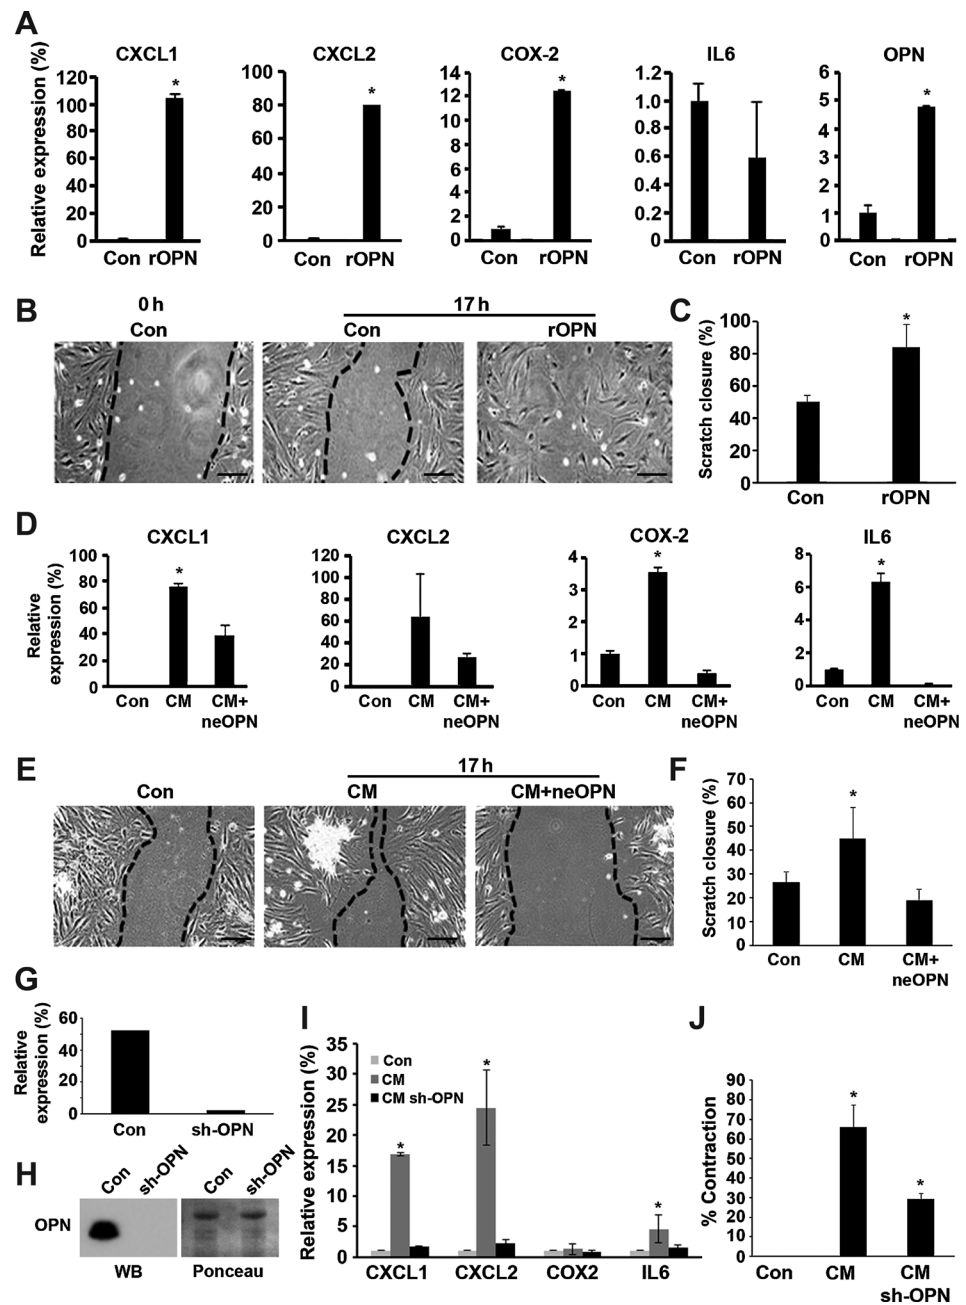 A
CXCL1 CXCL2 COX-2 IL6 OPN
Relative expression (%)
120 100 80 60 40 20 0
100 80 60 40 20 0
14 12 10 8 6 4 2 0
1.2 1.0 0.8 0.6 0.4 0.2 0
6 5 4 3 2 1 0
* * * *
Con rOPN Con rOPN Con rOPN Con rOPN Con rOPN
B
0 h 17 h
Con Con rOPN
C
Scratch closure (%)
100 80 60 40 20 0
*
Con rOPN
D
CXCL1 CXCL2 COX-2 IL6
Relative
expression (%)
100 80 60 40 20 0
120 100 80 60 40 20 0
4 3 2 1 0
8 6 4 2 0
* * *
Con CM CM+ Con CM CM+ Con CM CM+ Con CM CM+
neOPN neOPN neOPN neOPN
E
17 h
Con CM CM+neOPN
F
Scratch closure (%)
70 60 50 40 30 20 10 0
*
Con CM CM+
neOPN
G
Relative
expression (%)
60 40 20 0
Con sh-OPN
H
Con sh-OPN Con sh-OPN
OPN
WB Ponceau
I
Relative expression (%)
35 30 25 20 15 10 5 0
Con
CM
CM sh-OPN
* * *
CXCL1 CXCL2 COX2 IL6
J
% Contraction
90 80 70 60 50 40 30 20 10 0
* *
Con CM CM
sh-OPN